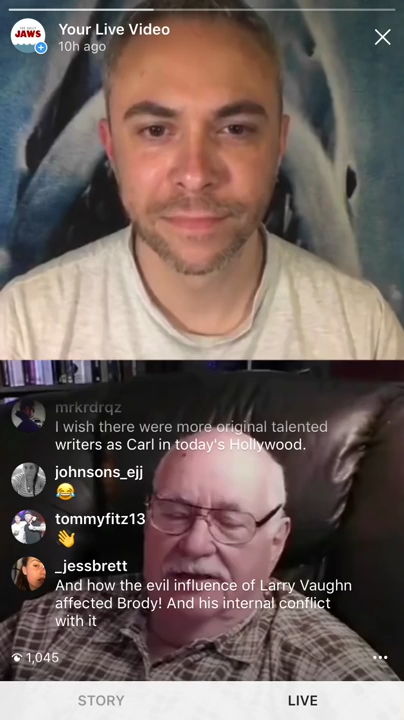 THE DAILY
JAWS
Your Live Video
10h ago
mrkrdrqz
I wish there were more original talented
writers as Carl in today's Hollywood.
johnsons_ejj
😂
tommyfitz13
👋
_jessbrett
And how the evil influence of Larry Vaughn
affected Brody! And his internal conflict
with it
1,045
STORY
LIVE